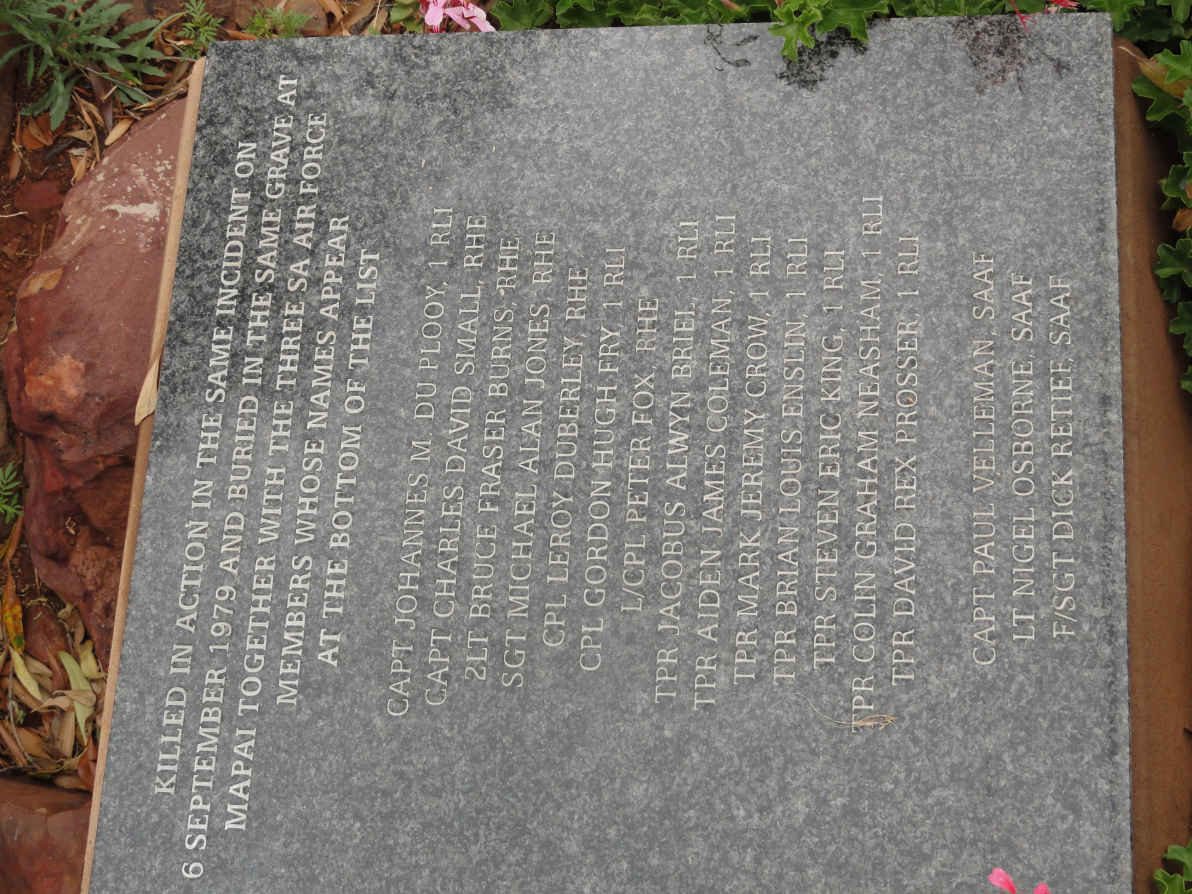 KILLED IN ACTION IN THE SAME INCIDENT ON
6 SEPTEMBER 1979 AND BURIED IN THE SAME GRAVE AT
MAPAI TOGETHER WITH THE THREE SA AIR FORCE
MEMBERS WHOSE NAMES APPEAR
AT THE BOTTOM OF THE LIST
CAPT JOHANNES M DU PLOOY, 1 RLI
CAPT CHARLES DAVID SMALL, RHE
2LT BRUCE FRASER BURNS, RHE
SGT MICHAEL ALAN JONES RHE
CPL LEROY DUBERLEY, RHE
CPL GORDON HUGH FRY, 1 RLI
L/CPL PETER FOX, RHE
TPR JACOBUS ALWYN BRIEL, 1 RLI
TPR AIDEN JAMES COLEMAN, 1 RLI
TPR MARK JEREMY CROW, 1 RLI
TPR BRIAN LOUIS ENSLIN, 1 RLI
TPR STEVEN ERIC KING, 1 RLI
TPR COLIN GRAHAM NEASHAM, 1 RLI
TPR DAVID REX PROSSER, 1 RLI
CAPT PAUL VELLEMAN, SAAF
LT NIGEL OSBORNE, SAAF
F/SGT DICK RETIEF, SAAF